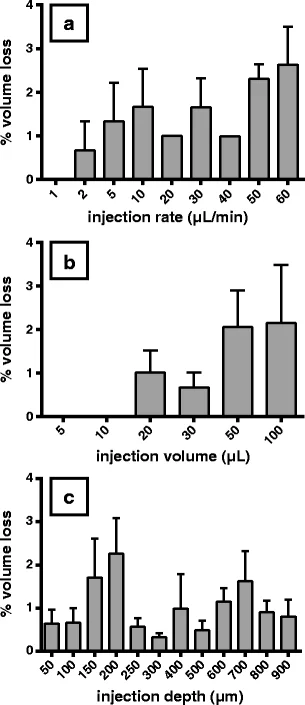 4
a
3
% volume loss
2
1
0
1 2 5 10 20 30 40 50 60
injection rate (µL/min)
4
b
3
% volume loss
2
1
0
5 10 20 30 50 100
injection volume (µL)
4
c
3
% volume loss
2
1
0
50 100 150 200 250 300 400 500 600 700 800 900
injection depth (µm)